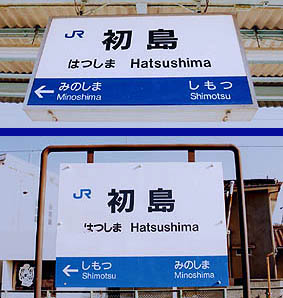 JR 初島
はつしま Hatsushima
← みのしま しもつ
Minoshima Shimotsu
JR 初島
はつしま Hatsushima
← しもつ みのしま
Shimotsu Minoshima